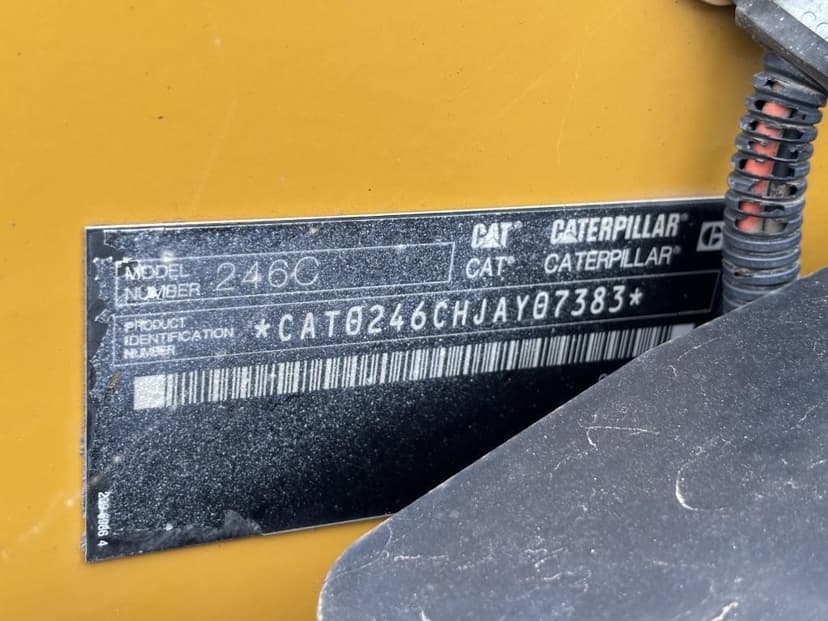 CAT® CATERPILLAR® C
MODEL NUMBER 246C
CAT® CATERPILLAR®
PRODUCT IDENTIFICATION NUMBER *CAT0246CHJAY07383*